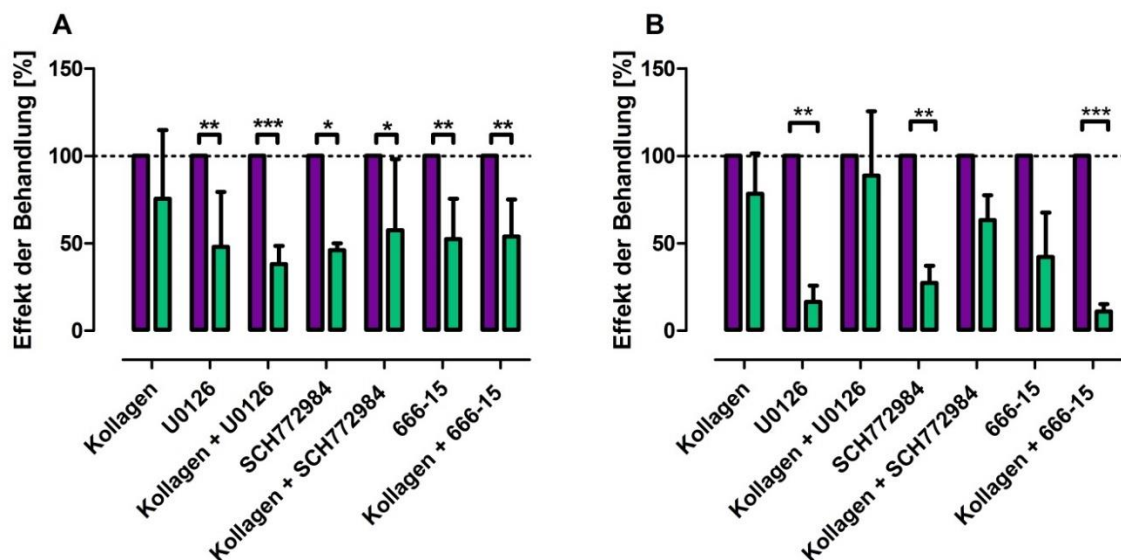 A
Effekt der Behandlung [%]
150
100
50
0
** *** * * ** **
Kollagen
U0126
Kollagen + U0126
SCH772984
Kollagen + SCH772984
666-15
Kollagen + 666-15
B
Effekt der Behandlung [%]
150
100
50
0
** ** ***
Kollagen
U0126
Kollagen + U0126
SCH772984
Kollagen + SCH772984
666-15
Kollagen + 666-15